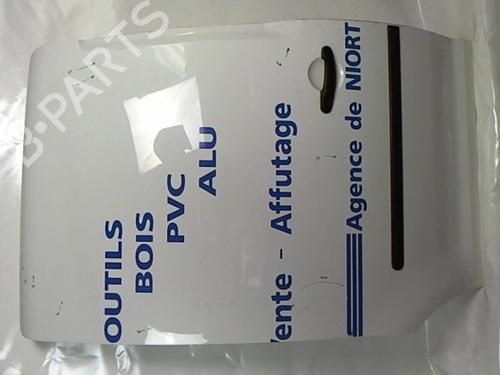 OUTILS
BOIS
PVC
ALU
Vente - Affutage
Agence de NIORT
B-PARTS